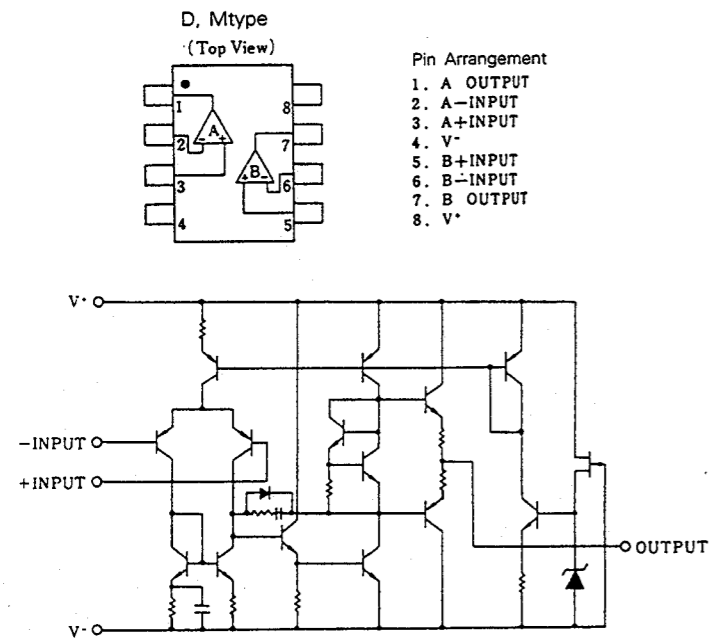 D, Mtype
(Top View)
Pin Arrangement
1. A OUTPUT
2. A−INPUT
3. A+INPUT
4. V-
5. B+INPUT
6. B−INPUT
7. B OUTPUT
8. V+
1
8
A
− +
2
7
B
+ −
3
6
4
5
V+
−INPUT
+INPUT
OUTPUT
V-